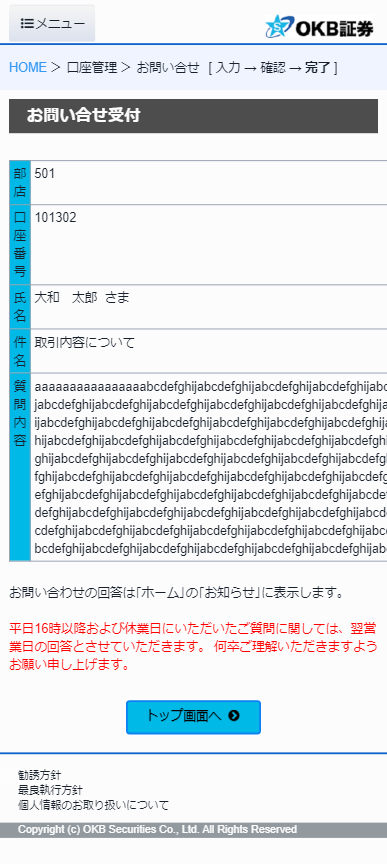 メニュー
OKB証券
HOME > 口座管理 > お問い合せ [ 入力 → 確認 → 完了 ]
お問い合せ受付
部店 501
口座番号 101302
氏名 大和 太郎 さま
件名 取引内容について
質問内容 aaaaaaaaaaaaaaaabcdefghijabcdefghijabcdefghijabcdefghijabc
jabcdefghijabcdefghijabcdefghijabcdefghijabcdefghijabcdefghij
ijabcdefghijabcdefghijabcdefghijabcdefghijabcdefghijabcdefghi
hijabcdefghijabcdefghijabcdefghijabcdefghijabcdefghijabcdefgh
ghijabcdefghijabcdefghijabcdefghijabcdefghijabcdefghijabcdef
fghijabcdefghijabcdefghijabcdefghijabcdefghijabcdefghijabcde
efghijabcdefghijabcdefghijabcdefghijabcdefghijabcdefghijabcd
defghijabcdefghijabcdefghijabcdefghijabcdefghijabcdefghijabc
cdefghijabcdefghijabcdefghijabcdefghijabcdefghijabcdefghijab
bcdefghijabcdefghijabcdefghijabcdefghijabcdefghijabcdefghija
お問い合わせの回答は「ホーム」の「お知らせ」に表示します。
平日16時以降および休業日にいただいたご質問に関しては、翌営
業日の回答とさせていただきます。 何卒ご理解いただきますよう
お願い申し上げます。
トップ画面へ
勧誘方針
最良執行方針
個人情報のお取り扱いについて
Copyright (c) OKB Securities Co., Ltd. All Rights Reserved